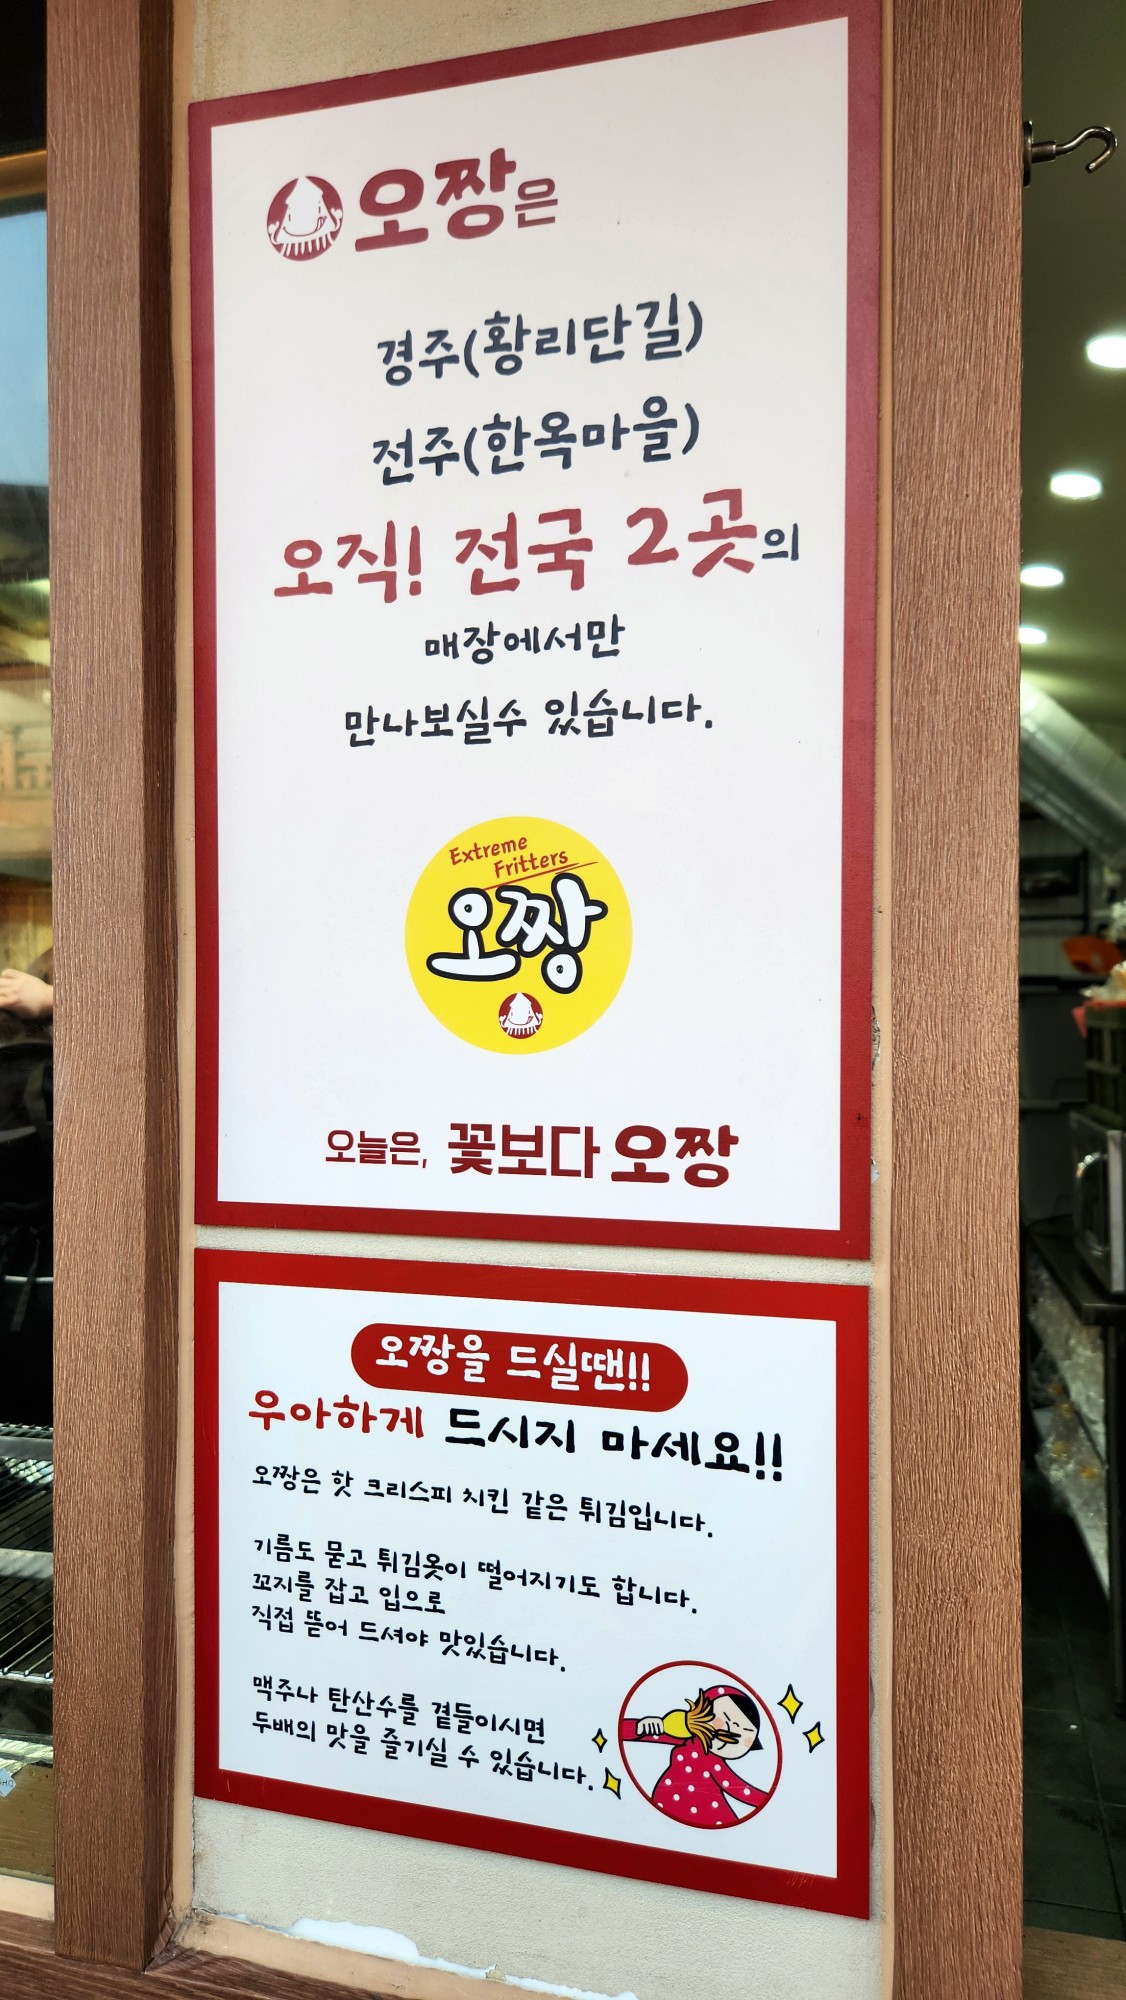 오짱은
경주(황리단길)
전주(한옥마을)
오직! 전국 2곳의
매장에서만
만나보실수 있습니다.
Extreme
Fritters
오짱
오늘은, 꽃보다 오짱
오짱을 드실땐!!
우아하게 드시지 마세요!!
오짱은 핫 크리스피 치킨 같은 튀김입니다.
기름도 묻고 튀김옷이 떨어지기도 합니다.
꼬지를 잡고 입으로
직접 뜯어 드셔야 맛있습니다.
맥주나 탄산수를 곁들이시면
두배의 맛을 즐기실 수 있습니다.